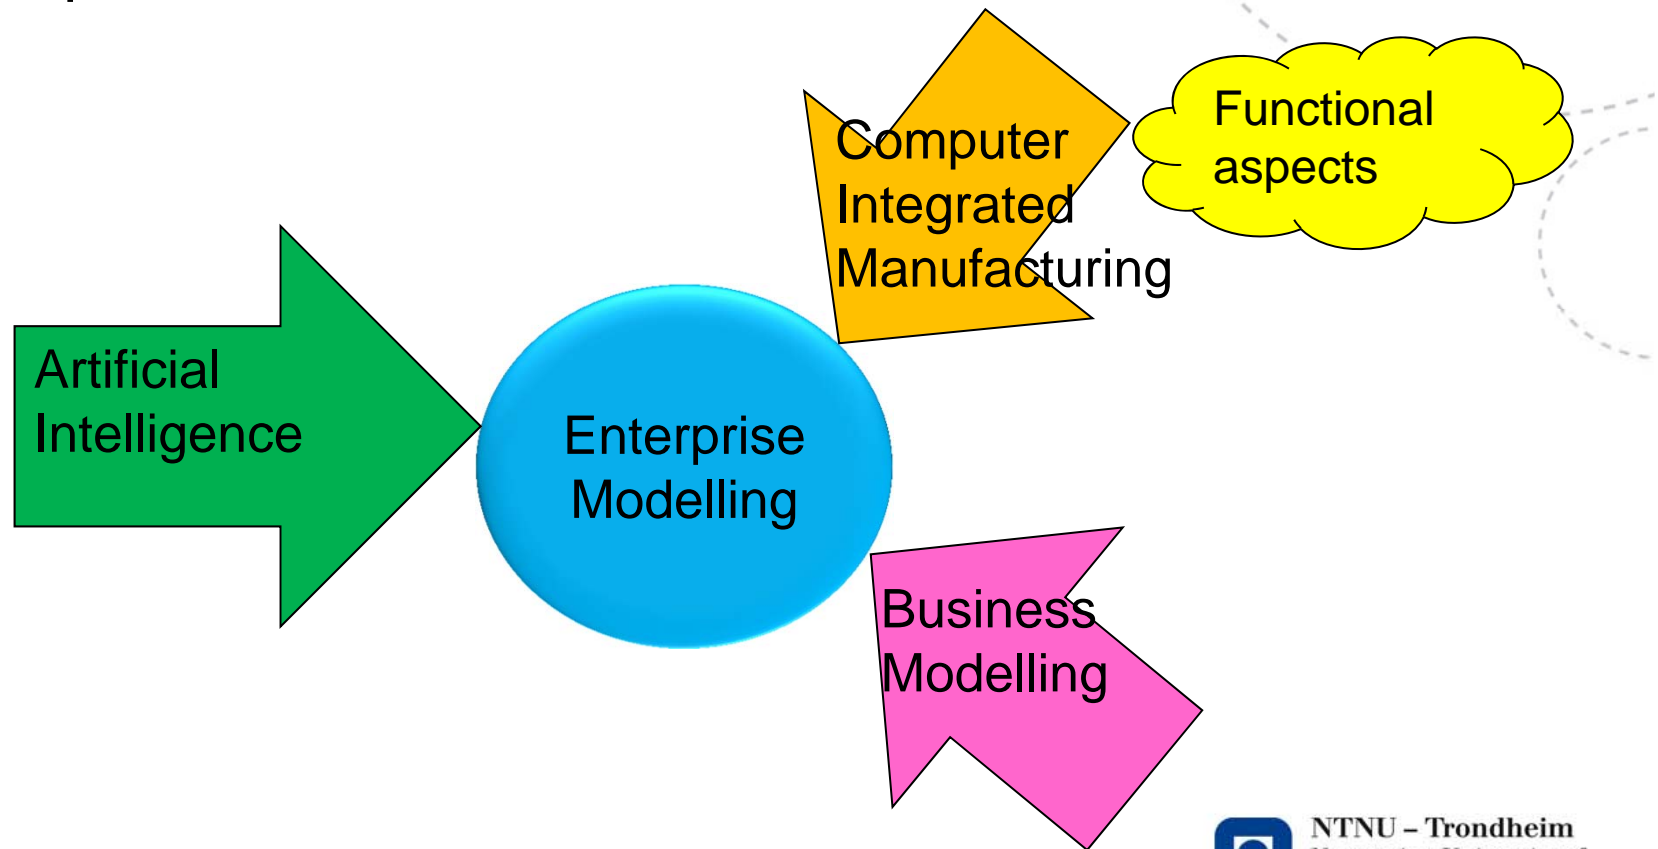 Computer
Integrated
Manufacturing
Functional
aspects
Artificial
Intelligence
Enterprise
Modelling
Business
Modelling
NTNU – Trondheim